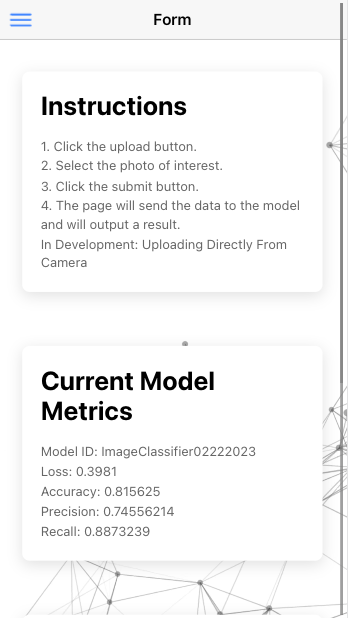 Form
Instructions
1. Click the upload button.
2. Select the photo of interest.
3. Click the submit button.
4. The page will send the data to the model
and will output a result.
In Development: Uploading Directly From
Camera
Current Model
Metrics
Model ID: ImageClassifier02222023
Loss: 0.3981
Accuracy: 0.815625
Precision: 0.74556214
Recall: 0.8873239